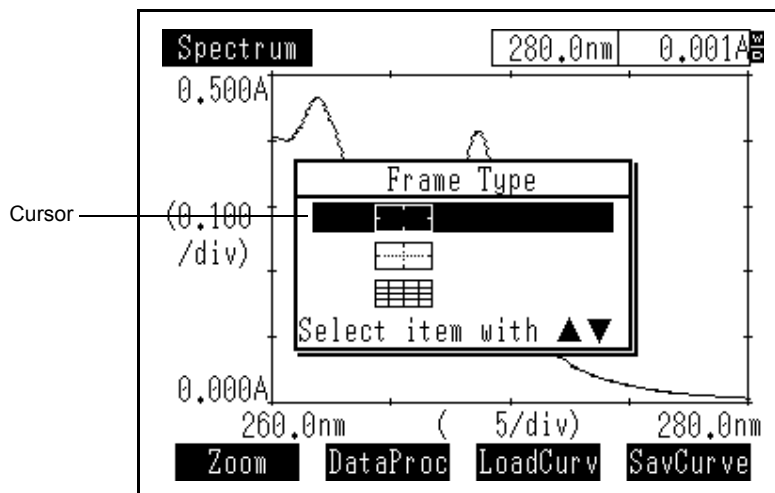 Spectrum 280.0nm 0.001A W D
0.500A
Frame Type
Cursor
(0.100
/div)
Select item with ▲▼
0.000A
260.0nm ( 5/div) 280.0nm
Zoom DataProc LoadCurv SavCurve